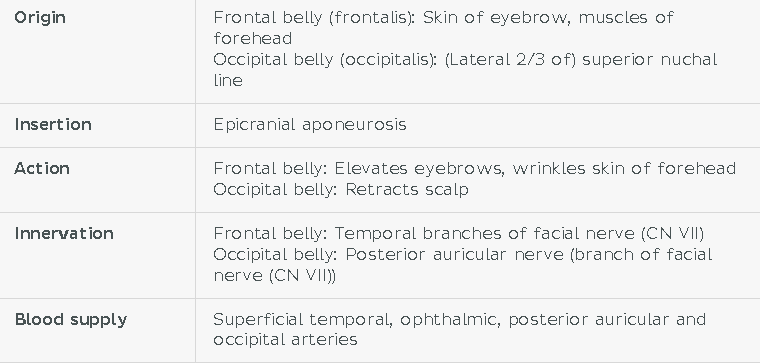 Origin
Frontal belly (frontalis): Skin of eyebrow, muscles of
forehead
Occipital belly (occipitalis): (Lateral 2/3 of) superior nuchal
line
Insertion
Epicranial aponeurosis
Action
Frontal belly: Elevates eyebrows, wrinkles skin of forehead
Occipital belly: Retracts scalp
Innervation
Frontal belly: Temporal branches of facial nerve (CN VII)
Occipital belly: Posterior auricular nerve (branch of facial
nerve (CN VII))
Blood supply
Superficial temporal, ophthalmic, posterior auricular and
occipital arteries